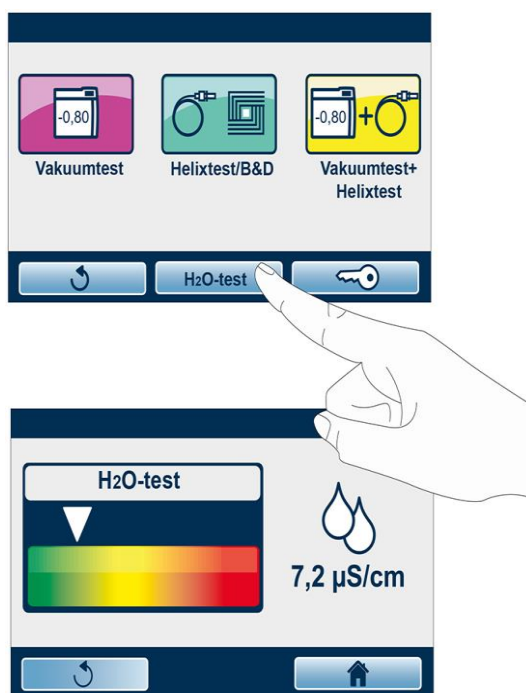 -0,80
-0,80
Vakuumtest
Helixtest/B&D
Vakuumtest+
Helixtest
H2O-test
H2O-test
7,2 µS/cm